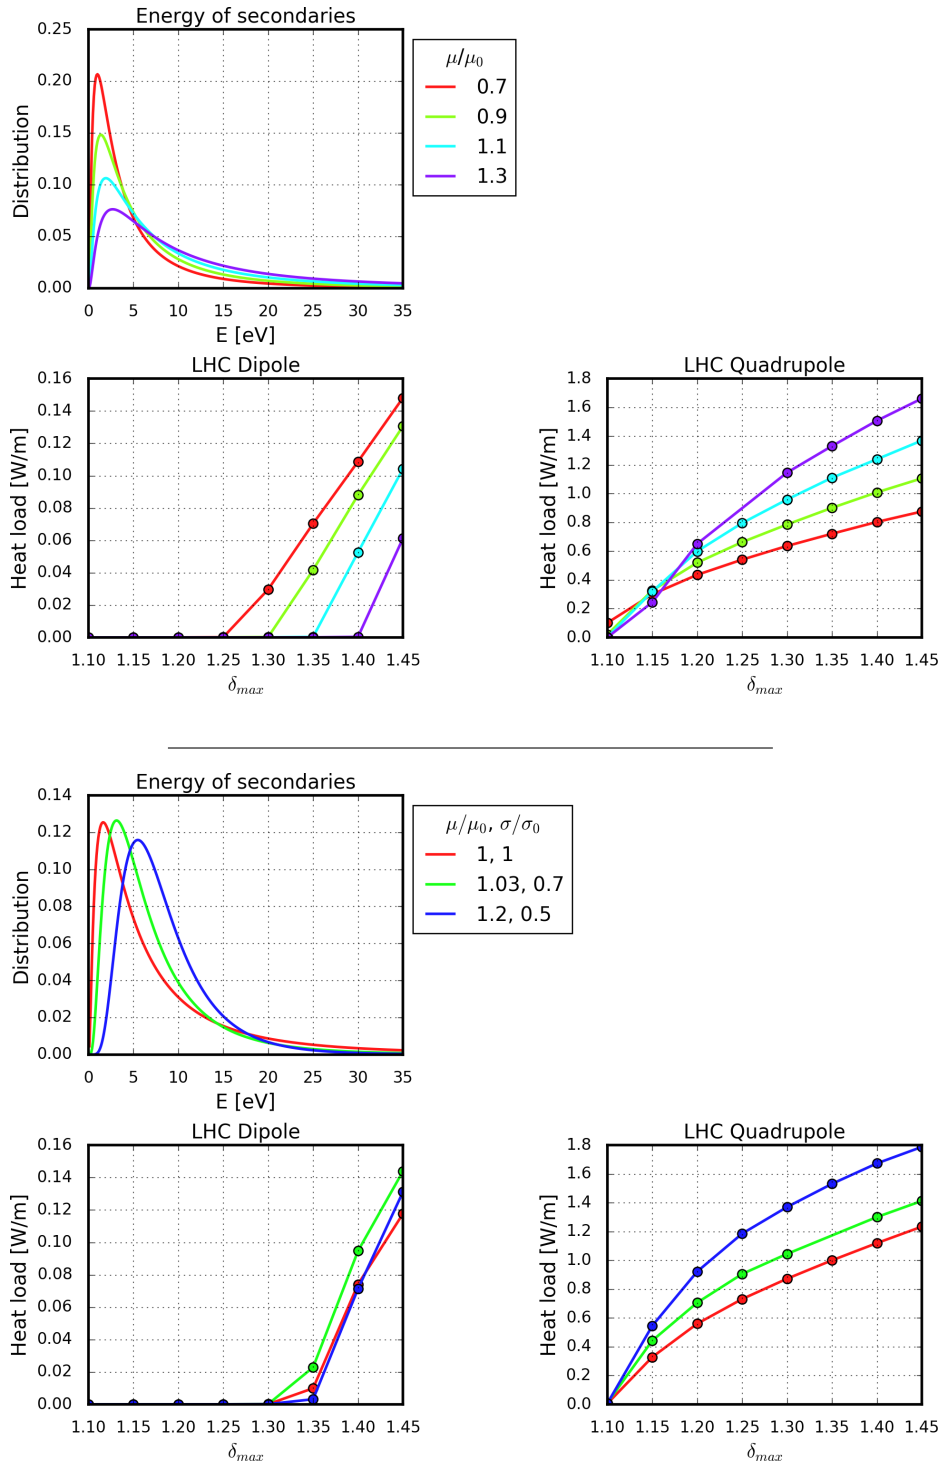 Energy of secondaries
Distribution
0.25
0.20
0.15
0.10
0.05
0.00
0 5 10 15 20 25 30 35
E [eV]
μ/μ₀
0.7
0.9
1.1
1.3
LHC Dipole
Heat load [W/m]
0.16
0.14
0.12
0.10
0.08
0.06
0.04
0.02
0.00
1.10 1.15 1.20 1.25 1.30 1.35 1.40 1.45
δmax
LHC Quadrupole
Heat load [W/m]
1.8
1.6
1.4
1.2
1.0
0.8
0.6
0.4
0.2
0.0
1.10 1.15 1.20 1.25 1.30 1.35 1.40 1.45
δmax
Energy of secondaries
Distribution
0.14
0.12
0.10
0.08
0.06
0.04
0.02
0.00
0 5 10 15 20 25 30 35
E [eV]
μ/μ₀, σ/σ₀
1, 1
1.03, 0.7
1.2, 0.5
LHC Dipole
Heat load [W/m]
0.16
0.14
0.12
0.10
0.08
0.06
0.04
0.02
0.00
1.10 1.15 1.20 1.25 1.30 1.35 1.40 1.45
δmax
LHC Quadrupole
Heat load [W/m]
1.8
1.6
1.4
1.2
1.0
0.8
0.6
0.4
0.2
0.0
1.10 1.15 1.20 1.25 1.30 1.35 1.40 1.45
δmax